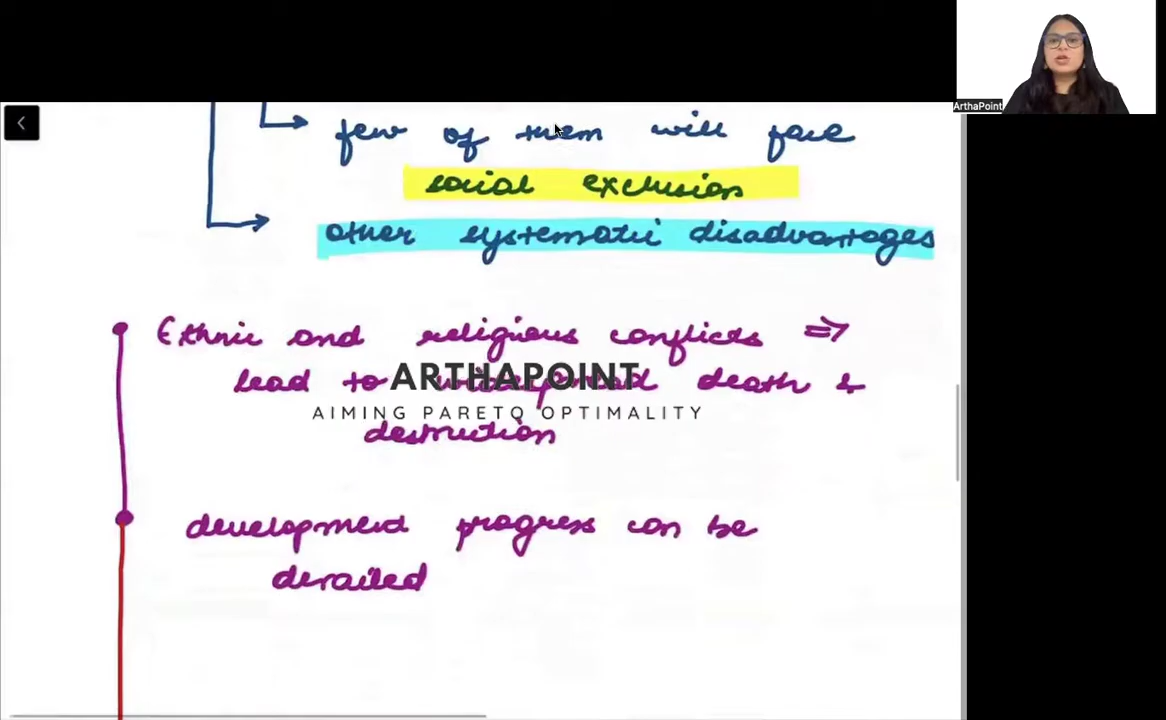 ArthaPoint
few of them will face
social exclusion
other systematic disadvantages
Ethnic and religious conflicts ⇒
lead to widespread death &
ARTHAPOINT
AIMING PARETO OPTIMALITY
destruction
development progress can be
derailed